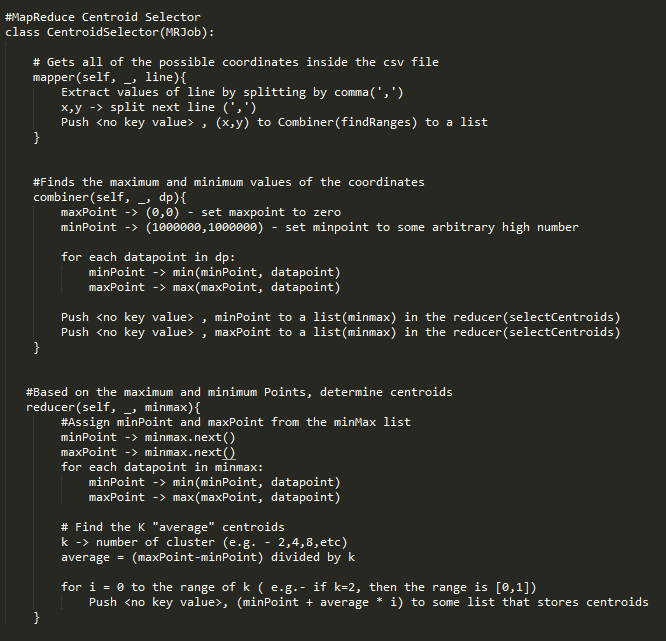 #MapReduce Centroid Selector
class CentroidSelector(MRJob):
# Gets all of the possible coordinates inside the csv file
mapper(self, _, line){
Extract values of line by splitting by comma(',')
x,y -> split next line (',')
Push <no key value> , (x,y) to Combiner(findRanges) to a list
}
#Finds the maximum and minimum values of the coordinates
combiner(self, _, dp){
maxPoint -> (0,0) - set maxpoint to zero
minPoint -> (1000000,1000000) - set minpoint to some arbitrary high number
for each datapoint in dp:
minPoint -> min(minPoint, datapoint)
maxPoint -> max(maxPoint, datapoint)
Push <no key value> , minPoint to a list(minmax) in the reducer(selectCentroids)
Push <no key value> , maxPoint to a list(minmax) in the reducer(selectCentroids)
}
#Based on the maximum and minimum Points, determine centroids
reducer(self, _, minmax){
#Assign minPoint and maxPoint from the minMax list
minPoint -> minmax.next()
maxPoint -> minmax.next()
for each datapoint in minmax:
minPoint -> min(minPoint, datapoint)
maxPoint -> max(maxPoint, datapoint)
# Find the K "average" centroids
k -> number of cluster (e.g. - 2,4,8,etc)
average = (maxPoint-minPoint) divided by k
for i = 0 to the range of k ( e.g.- if k=2, then the range is [0,1])
Push <no key value>, (minPoint + average * i) to some list that stores centroids
}